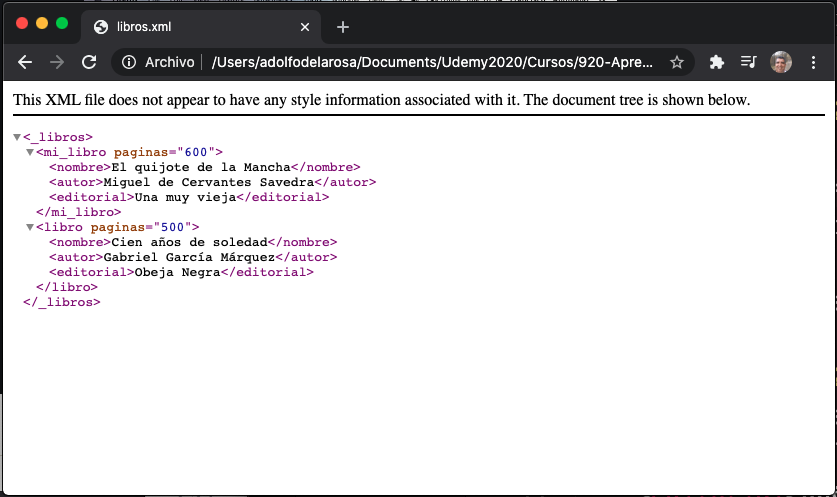 libros.xml
Archivo /Users/adolfodelarosa/Documents/Udemy2020/Cursos/920-Apre...
This XML file does not appear to have any style information associated with it. The document tree is shown below.
<_libros>
<mi_libro paginas="600">
<nombre>El quijote de la Mancha</nombre>
<autor>Miguel de Cervantes Savedra</autor>
<editorial>Una muy vieja</editorial>
</mi_libro>
<libro paginas="500">
<nombre>Cien años de soledad</nombre>
<autor>Gabriel García Márquez</autor>
<editorial>Obeja Negra</editorial>
</libro>
</_libros>